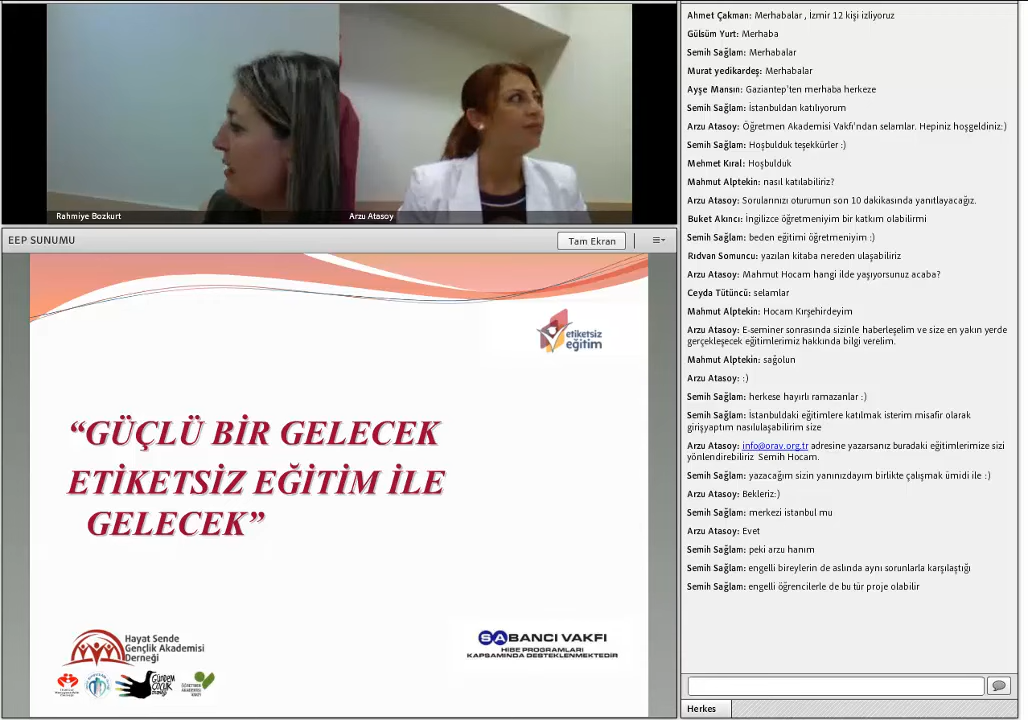 Rahmiye Bozkurt
Arzu Atasoy
EEP SUNUMU
Tam Ekran
etiketsiz
eğitim
“GÜÇLÜ BİR GELECEK
ETİKETSİZ EĞİTİM İLE
GELECEK”
Hayat Sende
Gençlik Akademisi
Derneği
Gündem
Çocuk
SABANCI VAKFI
HİBE PROGRAMLARI
KAPSAMINDA DESTEKLENMEKTEDİR
Ahmet Çakman: Merhabalar , İzmir 12 kişi izliyoruz
Gülsüm Yurt: Merhaba
Semih Sağlam: Merhabalar
Murat yedikardeş: Merhabalar
Ayşe Mansın: Gaziantep'ten merhaba herkeze
Semih Sağlam: İstanbuldan katılıyorum
Arzu Atasoy: Öğretmen Akademisi Vakfı'ndan selamlar. Hepiniz hoşgeldiniz:)
Semih Sağlam: Hoşbulduk teşekkürler :)
Mehmet Kıral: Hoşbulduk
Mahmut Alptekin: nasıl katılabiliriz?
Arzu Atasoy: Sorularınızı oturumun son 10 dakikasında yanıtlayacağız.
Buket Akıncı: İngilizce öğretmeniyim bir katkım olabilirmi
Semih Sağlam: beden eğitimi öğretmeniyim :)
Rıdvan Somuncu: yazılan kitaba nereden ulaşabiliriz
Arzu Atasoy: Mahmut Hocam hangi ilde yaşıyorsunuz acaba?
Ceyda Tütüncü: selamlar
Mahmut Alptekin: Hocam Kırşehirdeyim
Arzu Atasoy: E-seminer sonrasında sizinle haberleşelim ve size en yakın yerde
gerçekleşecek eğitimlerimiz hakkında bilgi verelim.
Mahmut Alptekin: sağolun
Arzu Atasoy: :)
Semih Sağlam: herkese hayırlı ramazanlar :)
Semih Sağlam: İstanbuldaki eğitimlere katılmak isterim misafir olarak
girişyaptım nasılulaşabilirim size
Arzu Atasoy: info@orav.org.tr adresine yazarsanız buradaki eğitimlerimize sizi
yönlendirebiliriz Semih Hocam.
Semih Sağlam: yazacağım sizin yanınızdayım birlikte çalışmak ümidi ile :)
Arzu Atasoy: Bekleriz:)
Semih Sağlam: merkezi istanbul mu
Arzu Atasoy: Evet
Semih Sağlam: peki arzu hanım
Semih Sağlam: engelli bireylerin de aslında aynı sorunlarla karşılaştığı
Semih Sağlam: engelli öğrencilerle de bu tür proje olabilir
Herkes